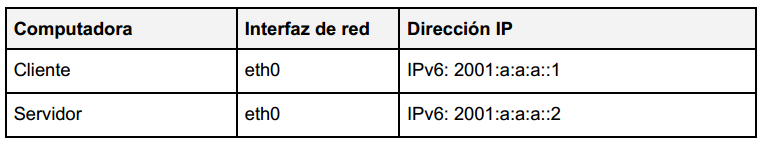 Computadora Interfaz de red Dirección IP
Cliente eth0 IPv6: 2001:a:a:a::1
Servidor eth0 IPv6: 2001:a:a:a::2